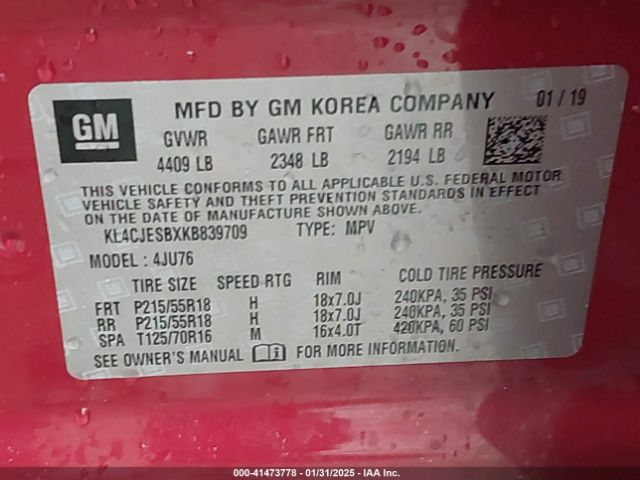 GM
MFD BY GM KOREA COMPANY 01 / 19
GVWR GAWR FRT GAWR RR
4409 LB 2348 LB 2194 LB
THIS VEHICLE CONFORMS TO ALL APPLICABLE U.S. FEDERAL MOTOR
VEHICLE SAFETY AND THEFT PREVENTION STANDARDS IN EFFECT
ON THE DATE OF MANUFACTURE SHOWN ABOVE.
KL4CJESBXKB839709 TYPE: MPV
MODEL : 4JU76
TIRE SIZE SPEED RTG RIM COLD TIRE PRESSURE
FRT P215/55R18 H 18x7.0J 240KPA, 35 PSI
RR P215/55R18 H 18x7.0J 240KPA, 35 PSI
SPA T125/70R16 M 16x4.0T 420KPA, 60 PSI
SEE OWNER'S MANUAL FOR MORE INFORMATION.
000-41473778 - 01/31/2025 - IAA Inc.